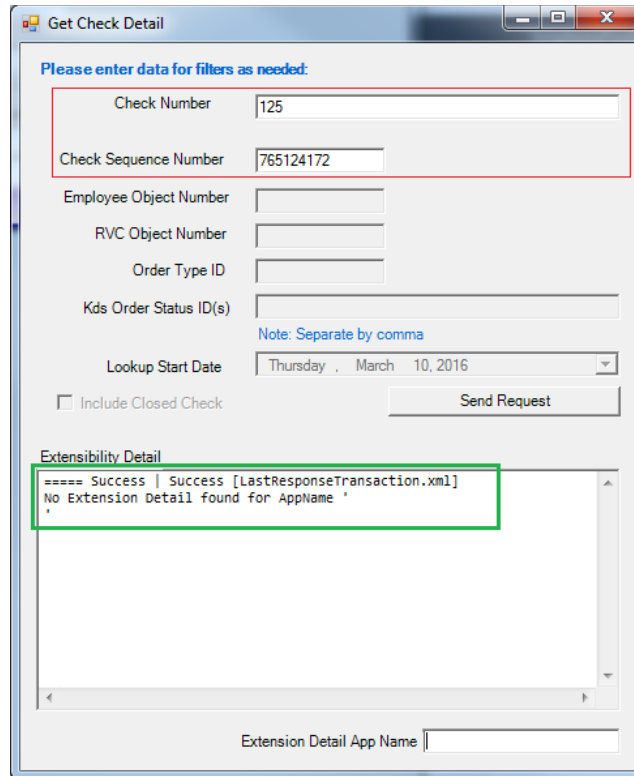 Get Check Detail
Please enter data for filters as needed:
Check Number 125
Check Sequence Number 765124172
Employee Object Number
RVC Object Number
Order Type ID
Kds Order Status ID(s)
Note: Separate by comma
Lookup Start Date Thursday , March 10, 2016
Include Closed Check Send Request
Extensibility Detail
===== Success | Success [LastResponseTransaction.xml]
No Extension Detail found for AppName '
'
Extension Detail App Name